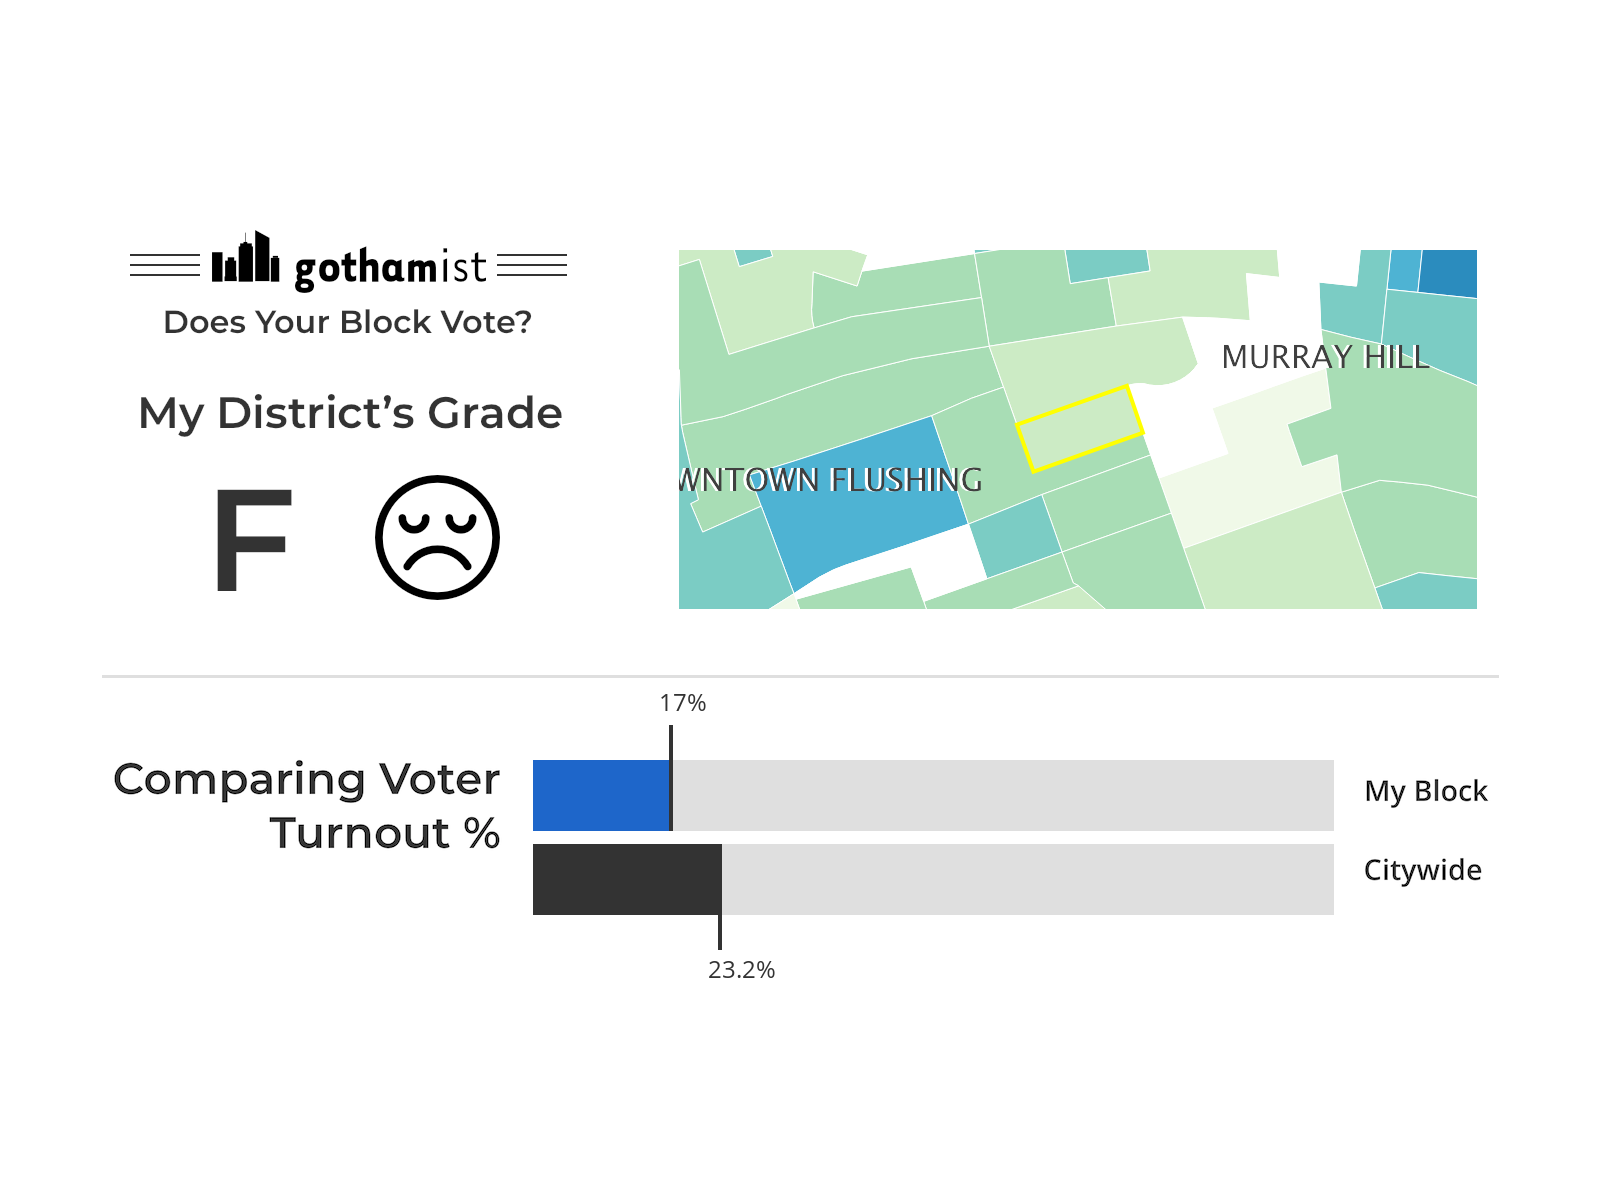 gothamist
Does Your Block Vote?
My District's Grade
F
MURRAY HILL
WNTOWN FLUSHING
17%
Comparing Voter
Turnout %
My Block
Citywide
23.2%